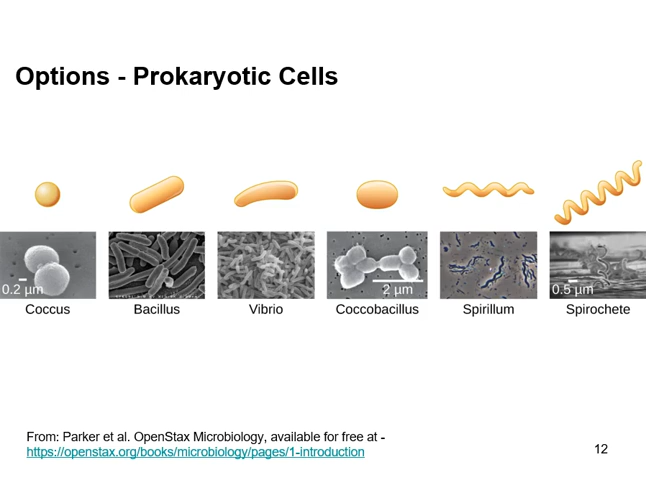 Options - Prokaryotic Cells
0.2 µm
2 µm
0.5 µm
Coccus
Bacillus
Vibrio
Coccobacillus
Spirillum
Spirochete
From: Parker et al. OpenStax Microbiology, available for free at -
https://openstax.org/books/microbiology/pages/1-introduction
12